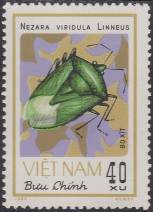 NEZARA VIRIDULA LINNEUS
BỌ XÍT
VIỆT NAM
Bưu Chính
40
XU